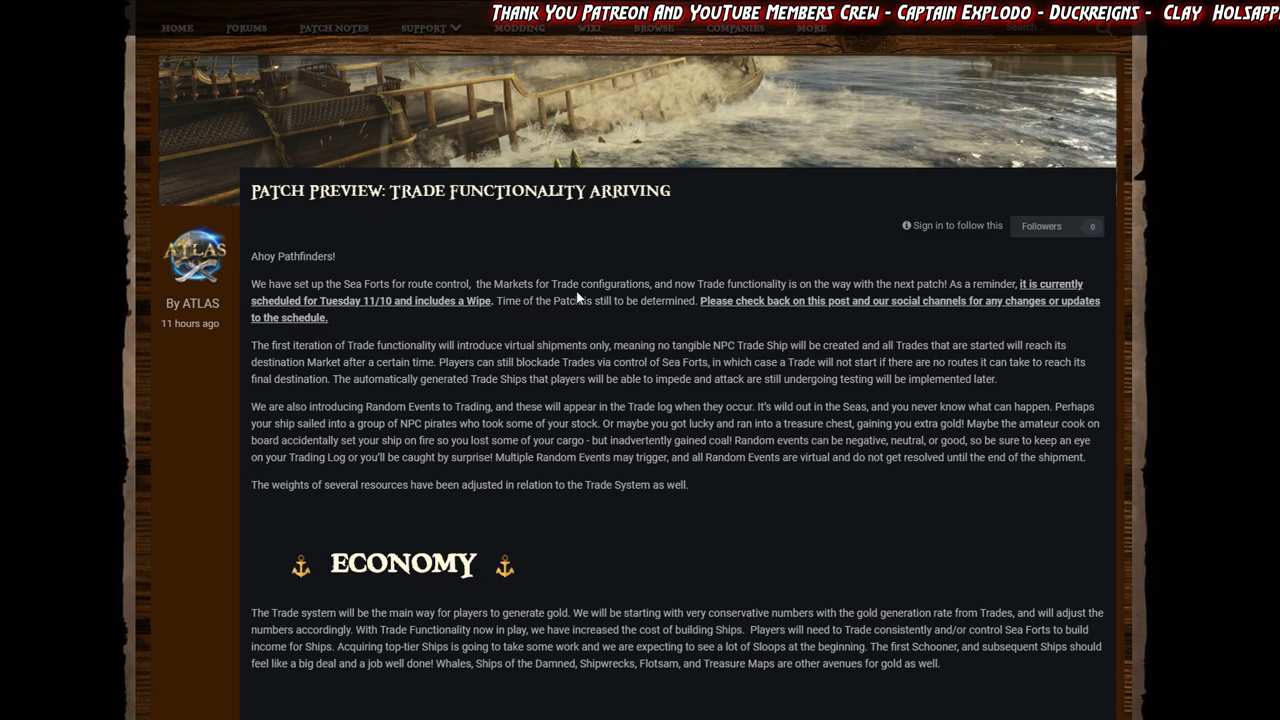 THANK YOU PATREON AND YOUTUBE MEMBERS CREW - CAPTAIN EXPLODO - DUCKREIGNS - CLAY HOLSAPP
HOME FORUMS PATCH NOTES SUPPORT MODDING WIKI BROWSE COMPANIES MORE Search...
PATCH PREVIEW: TRADE FUNCTIONALITY ARRIVING
Sign in to follow this Followers 0
ATLAS
By ATLAS
11 hours ago
Ahoy Pathfinders!
We have set up the Sea Forts for route control,  the Markets for Trade configurations, and now Trade functionality is on the way with the next patch! As a reminder, it is currently
scheduled for Tuesday 11/10 and includes a Wipe. Time of the Patch is still to be determined. Please check back on this post and our social channels for any changes or updates
to the schedule.
The first iteration of Trade functionality will introduce virtual shipments only, meaning no tangible NPC Trade Ship will be created and all Trades that are started will reach its
destination Market after a certain time. Players can still blockade Trades via control of Sea Forts, in which case a Trade will not start if there are no routes it can take to reach its
final destination. The automatically generated Trade Ships that players will be able to impede and attack are still undergoing testing will be implemented later.
We are also introducing Random Events to Trading, and these will appear in the Trade log when they occur. It's wild out in the Seas, and you never know what can happen. Perhaps
your ship sailed into a group of NPC pirates who took some of your stock. Or maybe you got lucky and ran into a treasure chest, gaining you extra gold! Maybe the amateur cook on
board accidentally set your ship on fire so you lost some of your cargo - but inadvertently gained coal! Random events can be negative, neutral, or good, so be sure to keep an eye
on your Trading Log or you'll be caught by surprise! Multiple Random Events may trigger, and all Random Events are virtual and do not get resolved until the end of the shipment.
The weights of several resources have been adjusted in relation to the Trade System as well.
ECONOMY
The Trade system will be the main way for players to generate gold. We will be starting with very conservative numbers with the gold generation rate from Trades, and will adjust the
numbers accordingly. With Trade Functionality now in play, we have increased the cost of building Ships.  Players will need to Trade consistently and/or control Sea Forts to build
income for Ships. Acquiring top-tier Ships is going to take some work and we are expecting to see a lot of Sloops at the beginning. The first Schooner, and subsequent Ships should
feel like a big deal and a job well done! Whales, Ships of the Damned, Shipwrecks, Flotsam, and Treasure Maps are other avenues for gold as well.